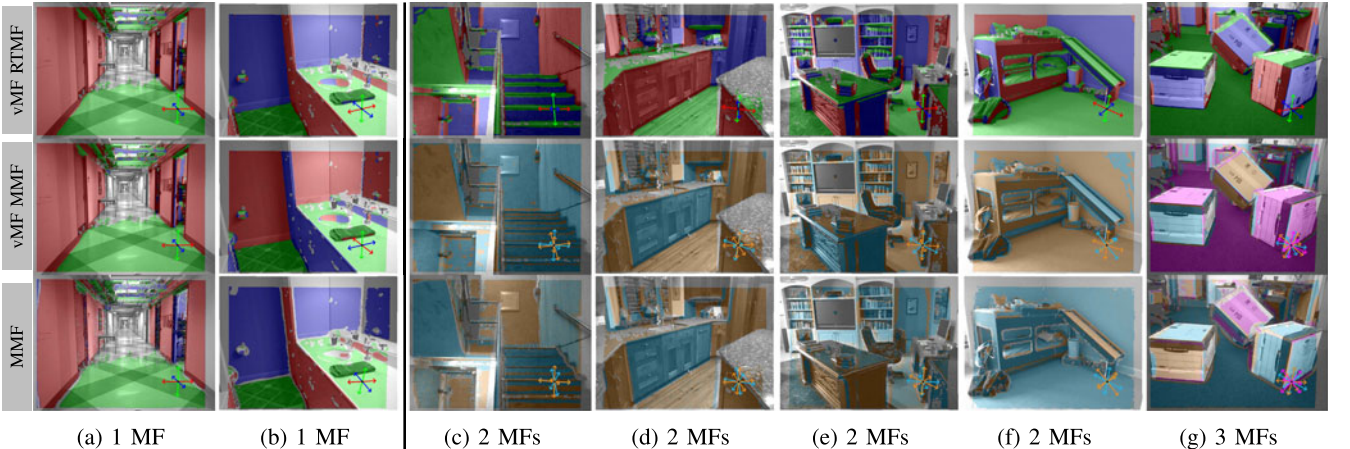 vMF RTMF
vMF MMF
MMF
(a) 1 MF
(b) 1 MF
(c) 2 MFs
(d) 2 MFs
(e) 2 MFs
(f) 2 MFs
(g) 3 MFs